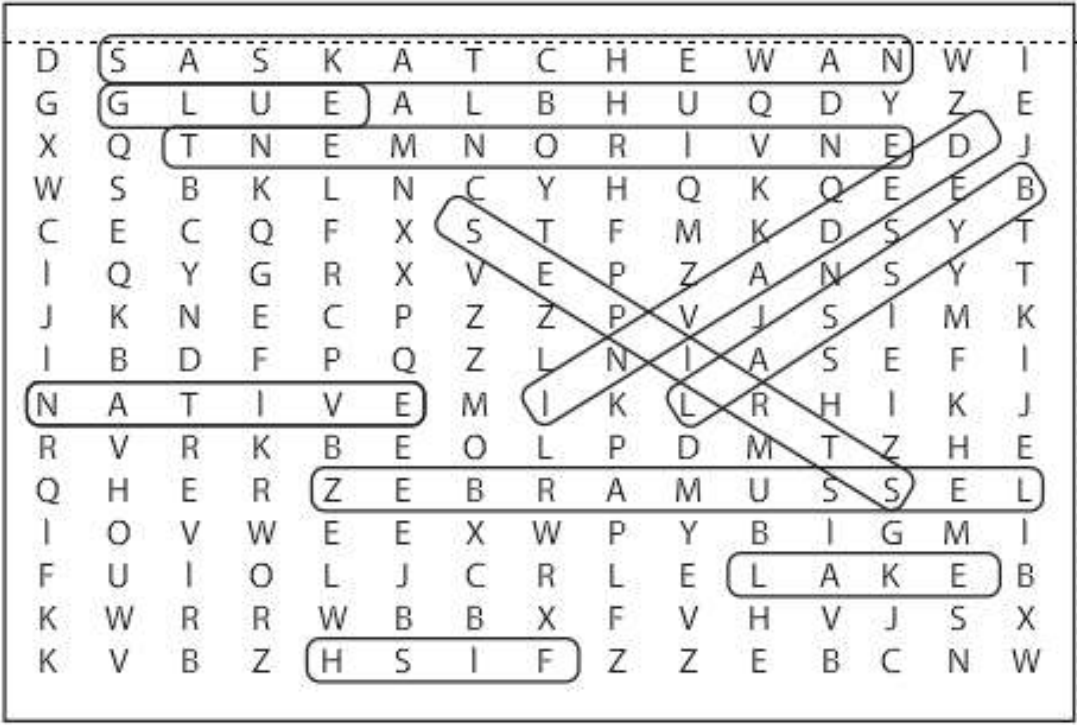 D S A S K A T C H E W A N W I
G G L U E A L B H U Q D Y Z E
X Q T N E M N O R I V N E D J
W S B K L N C Y H Q K Q E E B
C E C Q F X S T F M K D S Y T
I Q Y G R X V E P Z A N S Y T
J K N E C P Z Z P V J S I M K
I B D F P Q Z L N I A S E F I
N A T I V E M I K L R H I K J
R V R K B E O L P D M T Z H E
Q H E R Z E B R A M U S S E L
I O V W E E X W P Y B I G M I
F U I O L J C R L E L A K E B
K W R R W B B X F V H V J S X
K V B Z H S I F Z Z E B C N W